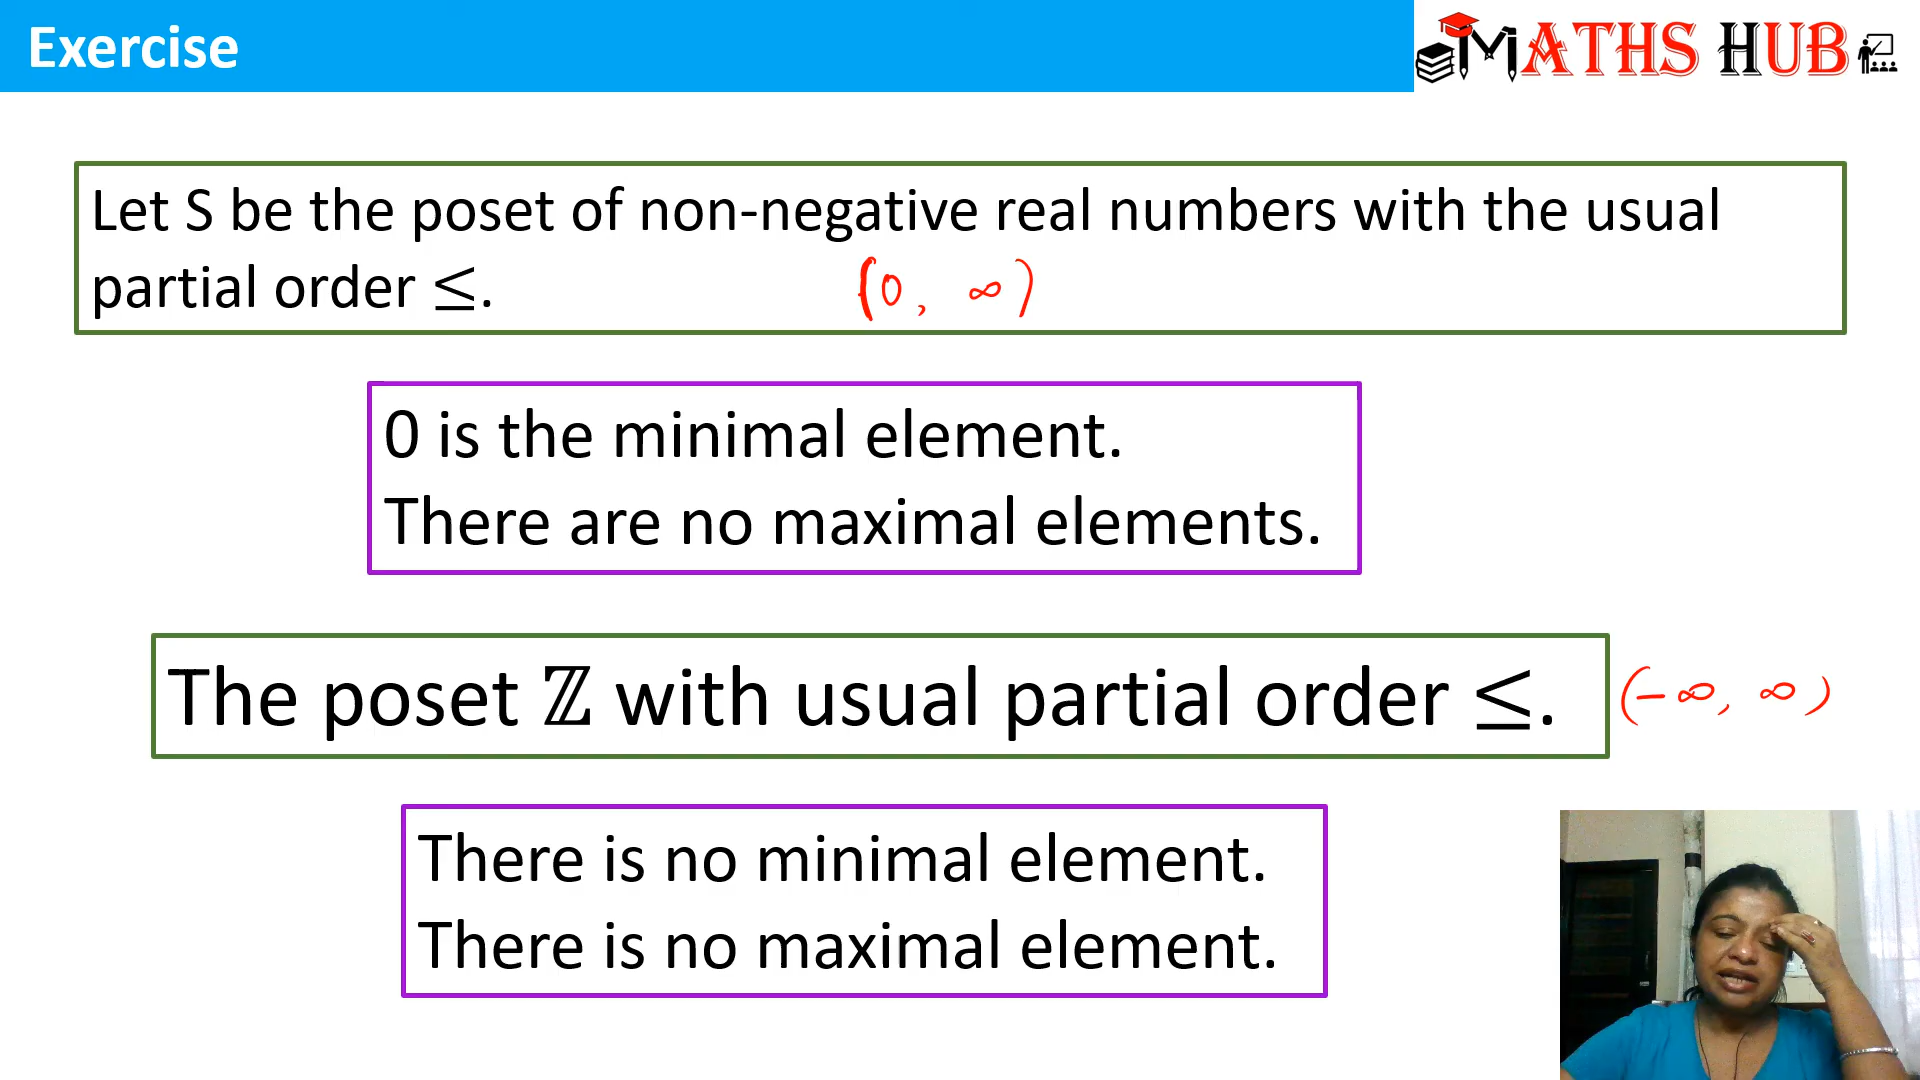 Exercise
MATHS HUB
Let S be the poset of non-negative real numbers with the usual
partial order ≤.
(0, ∞)
0 is the minimal element.
There are no maximal elements.
The poset ℤ with usual partial order ≤.
(-∞, ∞)
There is no minimal element.
There is no maximal element.